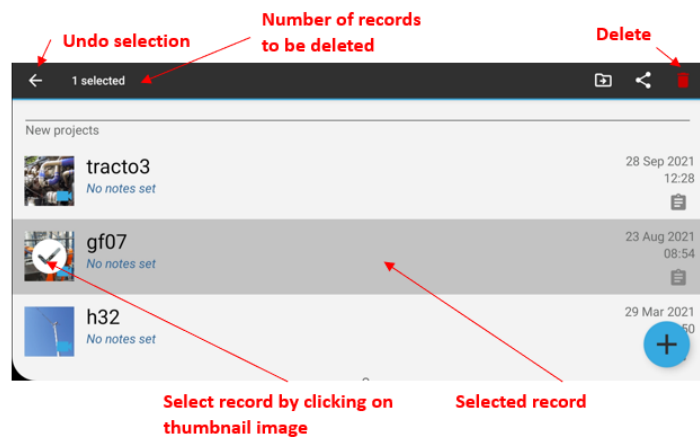 Number of records
to be deleted
Undo selection
Delete
1 selected
New projects
tracto3
No notes set
28 Sep 2021
12:28
gf07
No notes set
23 Aug 2021
08:54
h32
No notes set
29 Mar 2021
50
Select record by clicking on
thumbnail image
Selected record